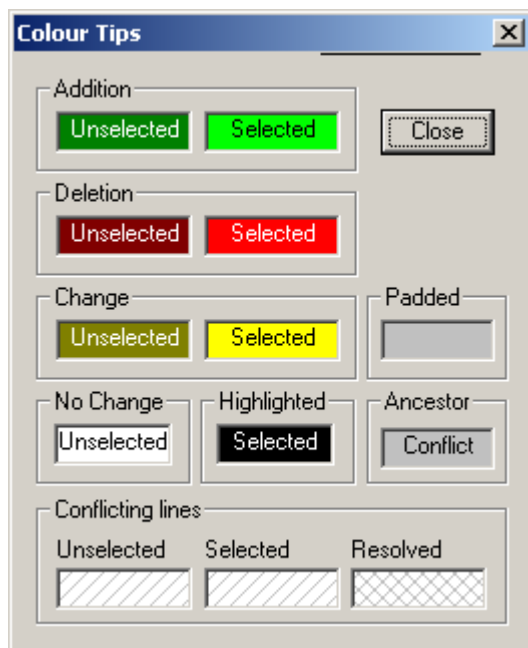 Colour Tips
Addition
Unselected Selected
Close
Deletion
Unselected Selected
Change
Unselected Selected
Padded
No Change
Unselected
Highlighted
Selected
Ancestor
Conflict
Conflicting lines
Unselected Selected Resolved